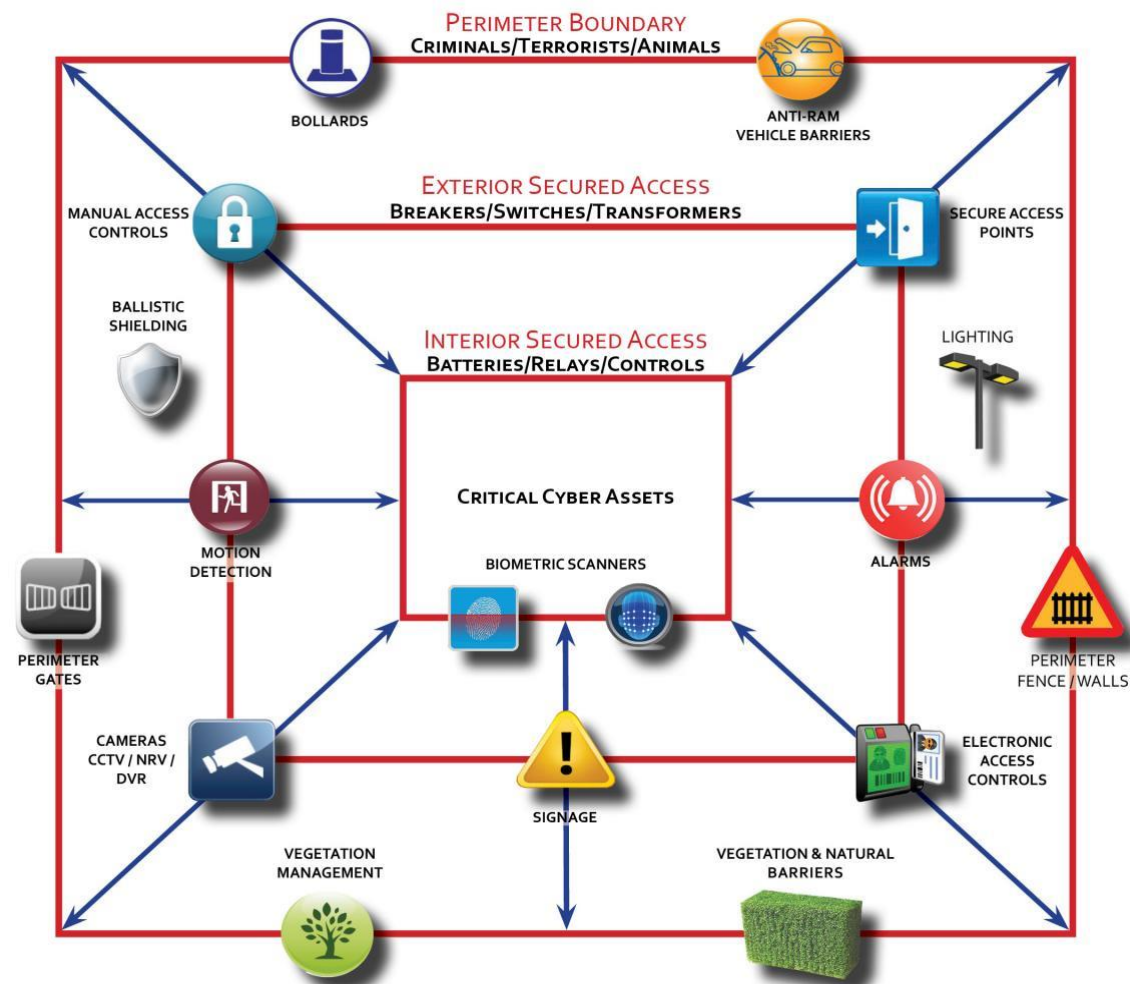 PERIMETER BOUNDARY
CRIMINALS/TERRORISTS/ANIMALS
BOLLARDS
ANTI-RAM
VEHICLE BARRIERS
EXTERIOR SECURED ACCESS
BREAKERS/SWITCHES/TRANSFORMERS
MANUAL ACCESS
CONTROLS
SECURE ACCESS
POINTS
BALLISTIC
SHIELDING
INTERIOR SECURED ACCESS
BATTERIES/RELAYS/CONTROLS
LIGHTING
CRITICAL CYBER ASSETS
MOTION
DETECTION
BIOMETRIC SCANNERS
ALARMS
PERIMETER
GATES
PERIMETER
FENCE / WALLS
CAMERAS
CCTV / NRV /
DVR
SIGNAGE
ELECTRONIC
ACCESS
CONTROLS
VEGETATION
MANAGEMENT
VEGETATION & NATURAL
BARRIERS